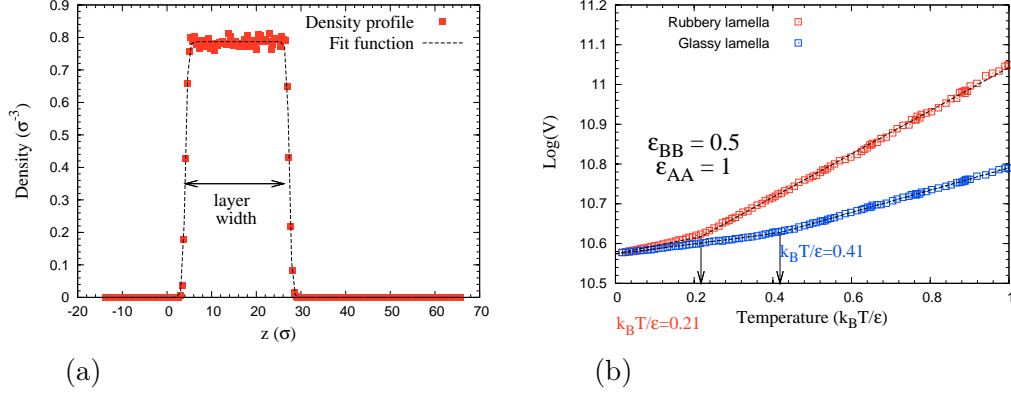 Density profile
Fit function
Density (σ⁻³)
0.9
0.8
0.7
0.6
0.5
0.4
0.3
0.2
0.1
0
layer
width
-20 -10 0 10 20 30 40 50 60 70
z (σ)
(a)
Rubbery lamella
Glassy lamella
Log(V)
11.2
11.1
11
10.9
10.8
10.7
10.6
10.5
ε_BB = 0.5
ε_AA = 1
k_BT/ε=0.41
0 0.2 0.4 0.6 0.8 1
Temperature (k_BT/ε)
k_BT/ε=0.21
(b)